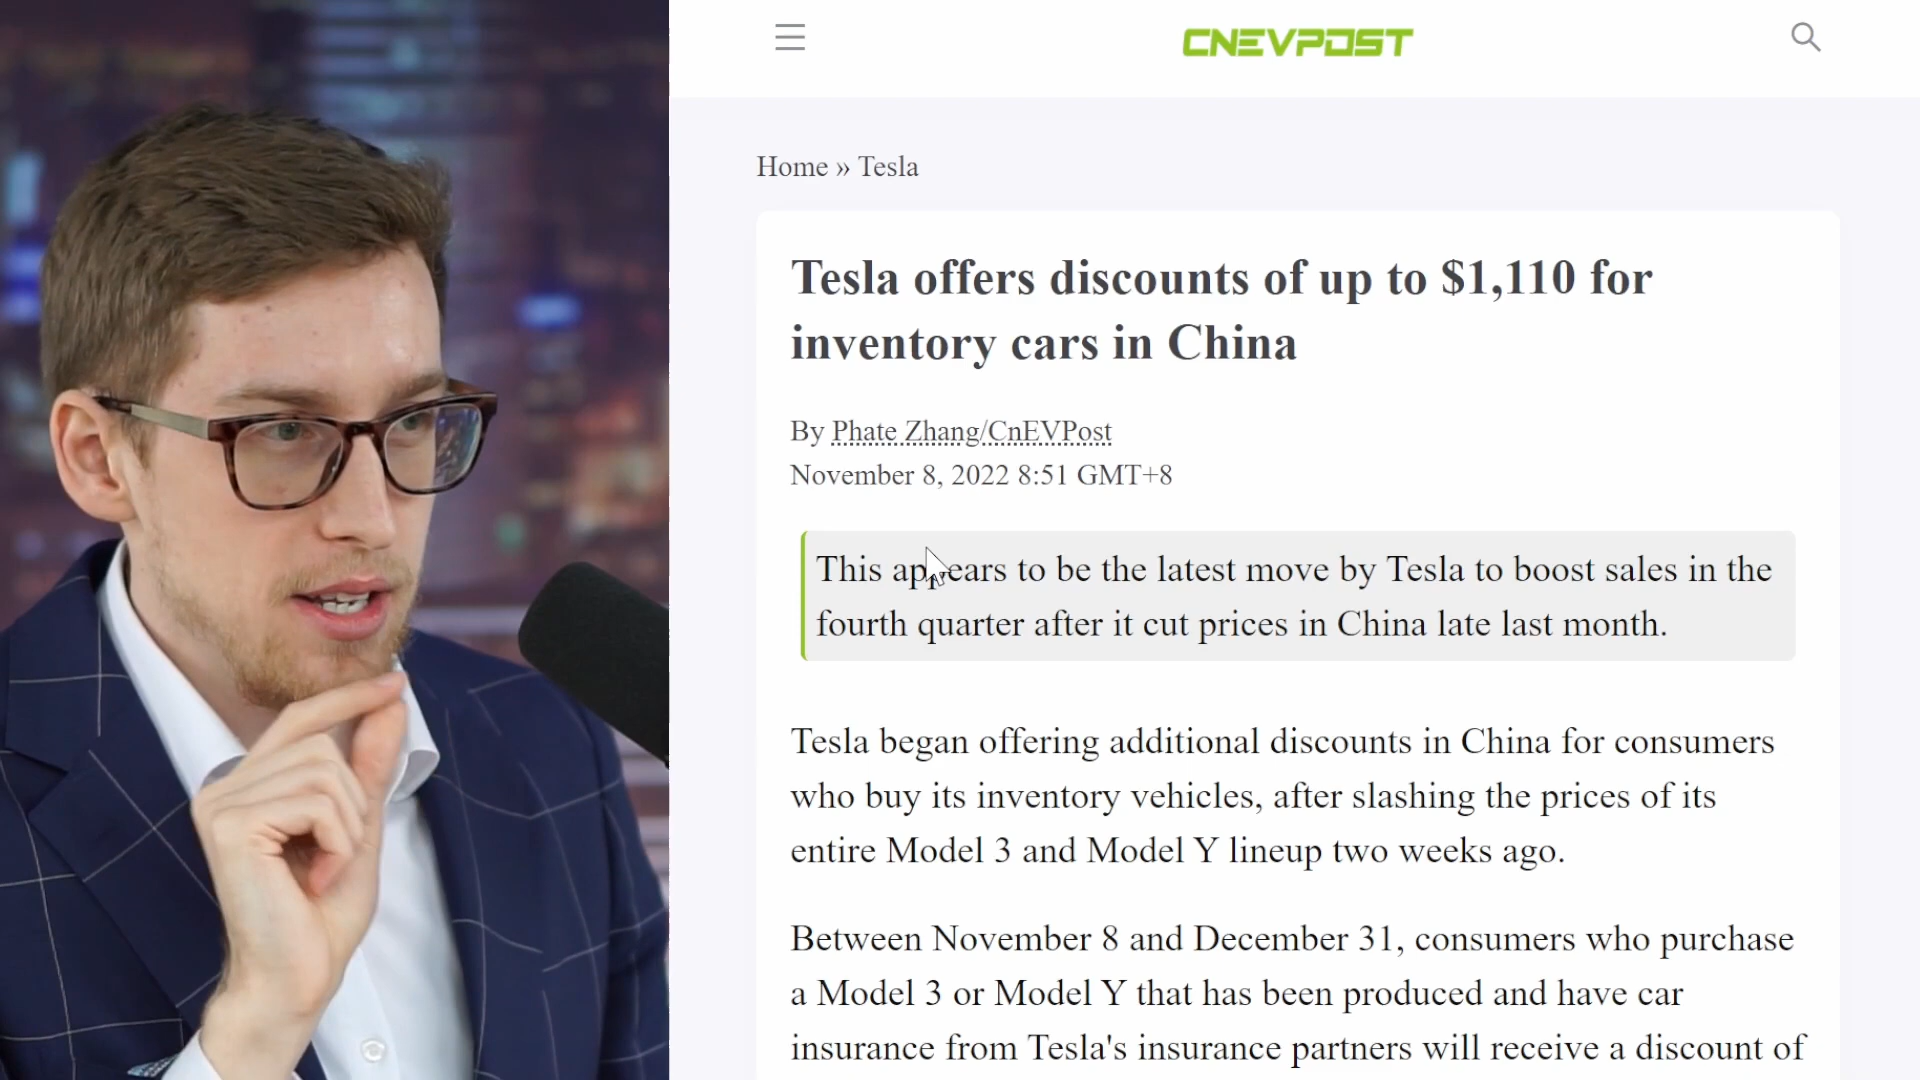 CNEVPOST
Home » Tesla
Tesla offers discounts of up to $1,110 for
inventory cars in China
By Phate Zhang/CnEVPost
November 8, 2022 8:51 GMT+8
This appears to be the latest move by Tesla to boost sales in the
fourth quarter after it cut prices in China late last month.
Tesla began offering additional discounts in China for consumers
who buy its inventory vehicles, after slashing the prices of its
entire Model 3 and Model Y lineup two weeks ago.
Between November 8 and December 31, consumers who purchase
a Model 3 or Model Y that has been produced and have car
insurance from Tesla's insurance partners will receive a discount of